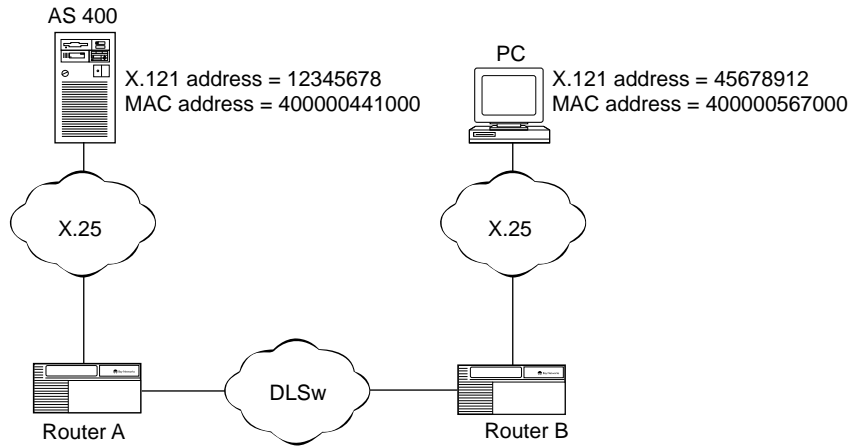 AS 400
X.121 address = 12345678
MAC address = 400000441000
PC
X.121 address = 45678912
MAC address = 400000567000
X.25
X.25
DLSw
Router A
Router B